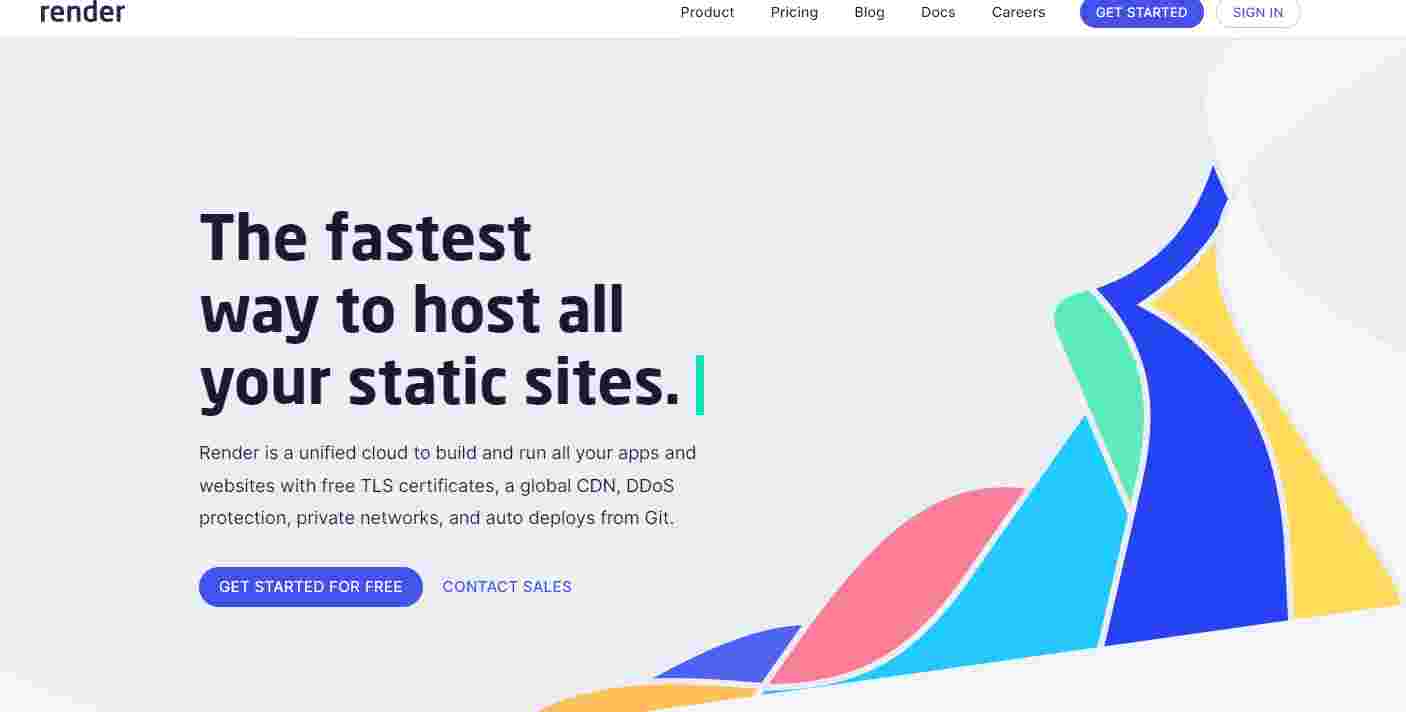 render
Product Pricing Blog Docs Careers GET STARTED SIGN IN
The fastest
way to host all
your static sites.
Render is a unified cloud to build and run all your apps and
websites with free TLS certificates, a global CDN, DDoS
protection, private networks, and auto deploys from Git.
GET STARTED FOR FREE CONTACT SALES